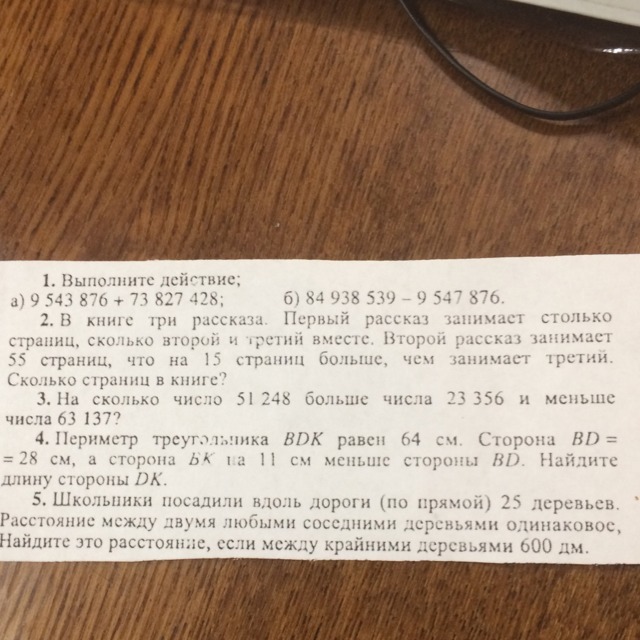 1. Выполните действие;
а) 9 543 876 + 73 827 428; б) 84 938 539 – 9 547 876.
2. В книге три рассказа. Первый рассказ занимает столько
страниц, сколько второй и третий вместе. Второй рассказ занимает
55 страниц, что на 15 страниц больше, чем занимает третий.
Сколько страниц в книге?
3. На сколько число 51 248 больше числа 23 356 и меньше
числа 63 137?
4. Периметр треугольника BDK равен 64 см. Сторона BD =
= 28 см, а сторона БК на 11 см меньше стороны BD. Найдите
длину стороны DK.
5. Школьники посадили вдоль дороги (по прямой) 25 деревьев.
Расстояние между двумя любыми соседними деревьями одинаковое,
Найдите это расстояние, если между крайними деревьями 600 дм.